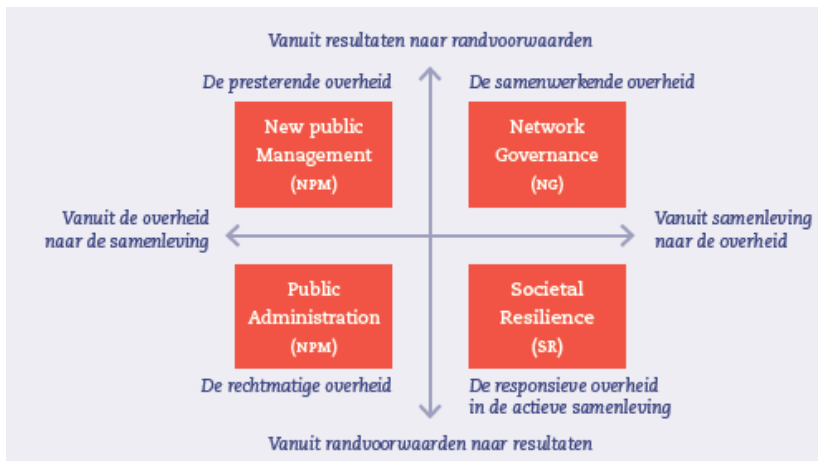 Vanuit resultaten naar randvoorwaarden
De presterende overheid
De samenwerkende overheid
New public
Management
(NPM)
Network
Governance
(NG)
Vanuit de overheid
naar de samenleving
Vanuit samenleving
naar de overheid
Public
Administration
(NPM)
Societal
Resilience
(SR)
De rechtmatige overheid
De responsieve overheid
in de actieve samenleving
Vanuit randvoorwaarden naar resultaten